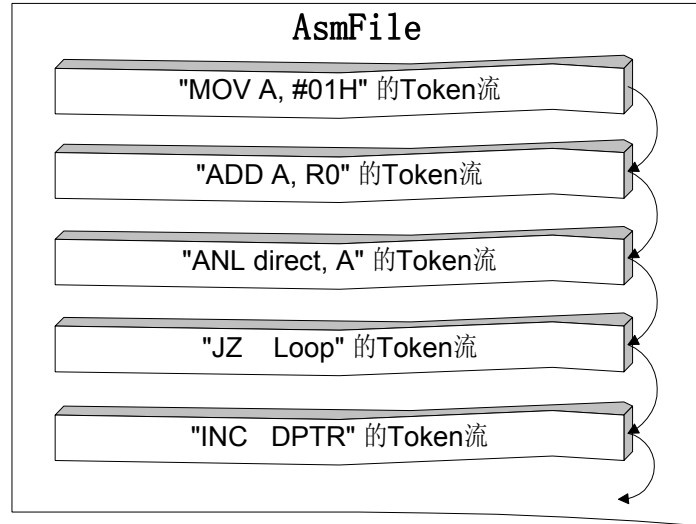 AsmFile
"MOV A, #01H" 的Token流
"ADD A, R0" 的Token流
"ANL direct, A" 的Token流
"JZ Loop" 的Token流
"INC DPTR" 的Token流